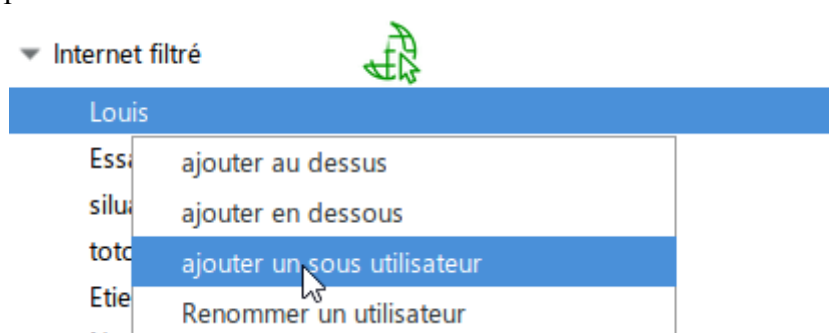 Internet filtré
Louis
ajouter au dessus
ajouter en dessous
ajouter un sous utilisateur
Renommer un utilisateur